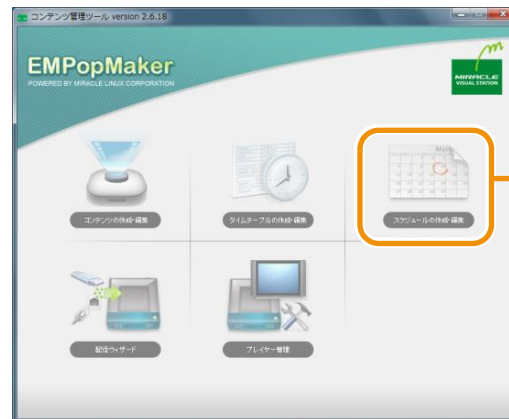 コンテンツ管理ツール version 2.6.18
EMPopMaker
POWERED BY MIRACLE LINUX CORPORATION
m
MIRACLE
VISUAL STATION
March
コンテンツの作成・編集
タイムテーブルの作成・編集
スケジュールの作成・編集
配信ウィザード
プレイヤー管理